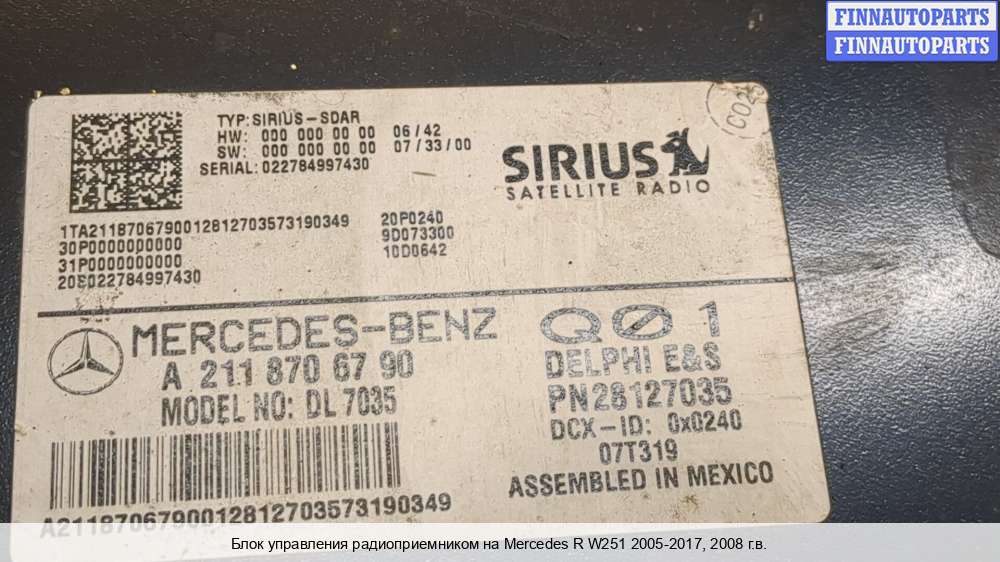 FINNAUTOPARTS
FINNAUTOPARTS
TYP: SIRIUS-SDAR
HW: 000 000 00 00 06/42
SW: 000 000 00 00 07/33/00
SERIAL: 022784997430
SIRIUS
SATELLITE RADIO
1TA2118706790012812703573190349
30P0000000000
31P0000000000
20S022784997430
20P0240
9D073300
10D0642
MERCEDES-BENZ
A 211 870 67 90
MODEL NO: DL 7035
QØ 1
DELPHI E&S
PN28127035
DCX-ID: 0x0240
07T319
ASSEMBLED IN MEXICO
A2118706790012812703573190349
Блок управления радиоприемником на Mercedes R W251 2005-2017, 2008 г.в.